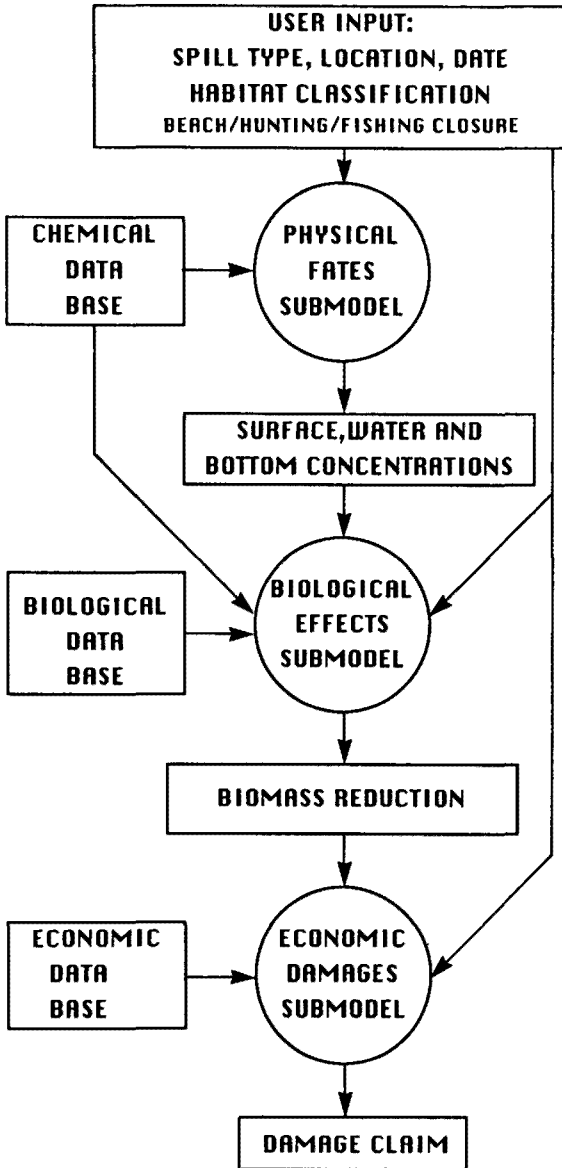 USER INPUT:
SPILL TYPE, LOCATION, DATE
HABITAT CLASSIFICATION
BEACH/HUNTING/FISHING CLOSURE
CHEMICAL
DATA
BASE
PHYSICAL
FATES
SUBMODEL
SURFACE,WATER AND
BOTTOM CONCENTRATIONS
BIOLOGICAL
DATA
BASE
BIOLOGICAL
EFFECTS
SUBMODEL
BIOMASS REDUCTION
ECONOMIC
DATA
BASE
ECONOMIC
DAMAGES
SUBMODEL
DAMAGE CLAIM